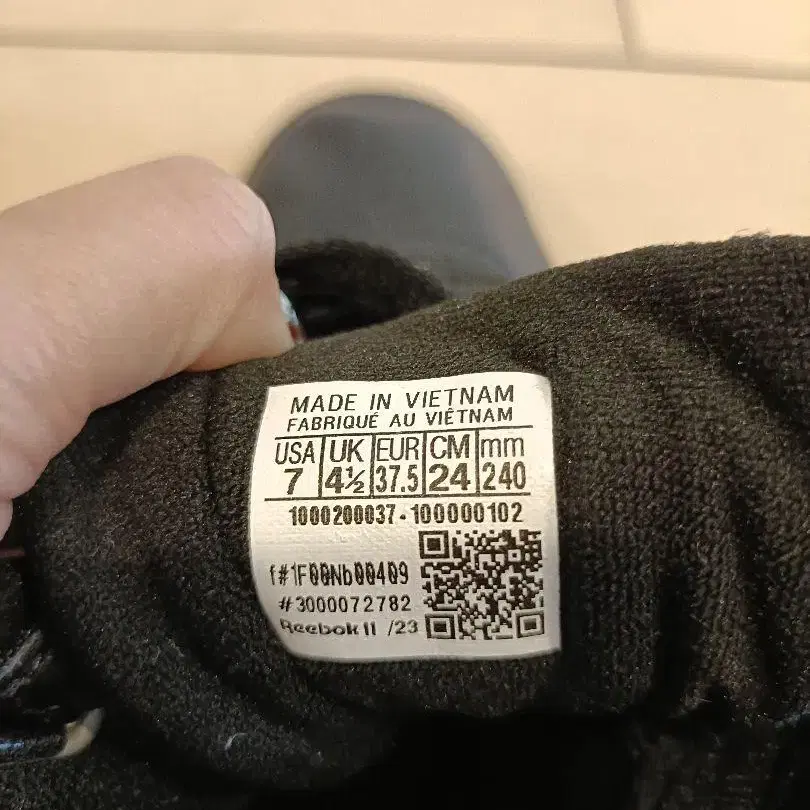 MADE IN VIETNAM
FABRIQUÉ AU VIÊTNAM
USA UK EUR CM mm
7 4½ 37.5 24 240
1000200037-100000102
f#1F00Nb00409
#3000072782
Reebok 11 /23